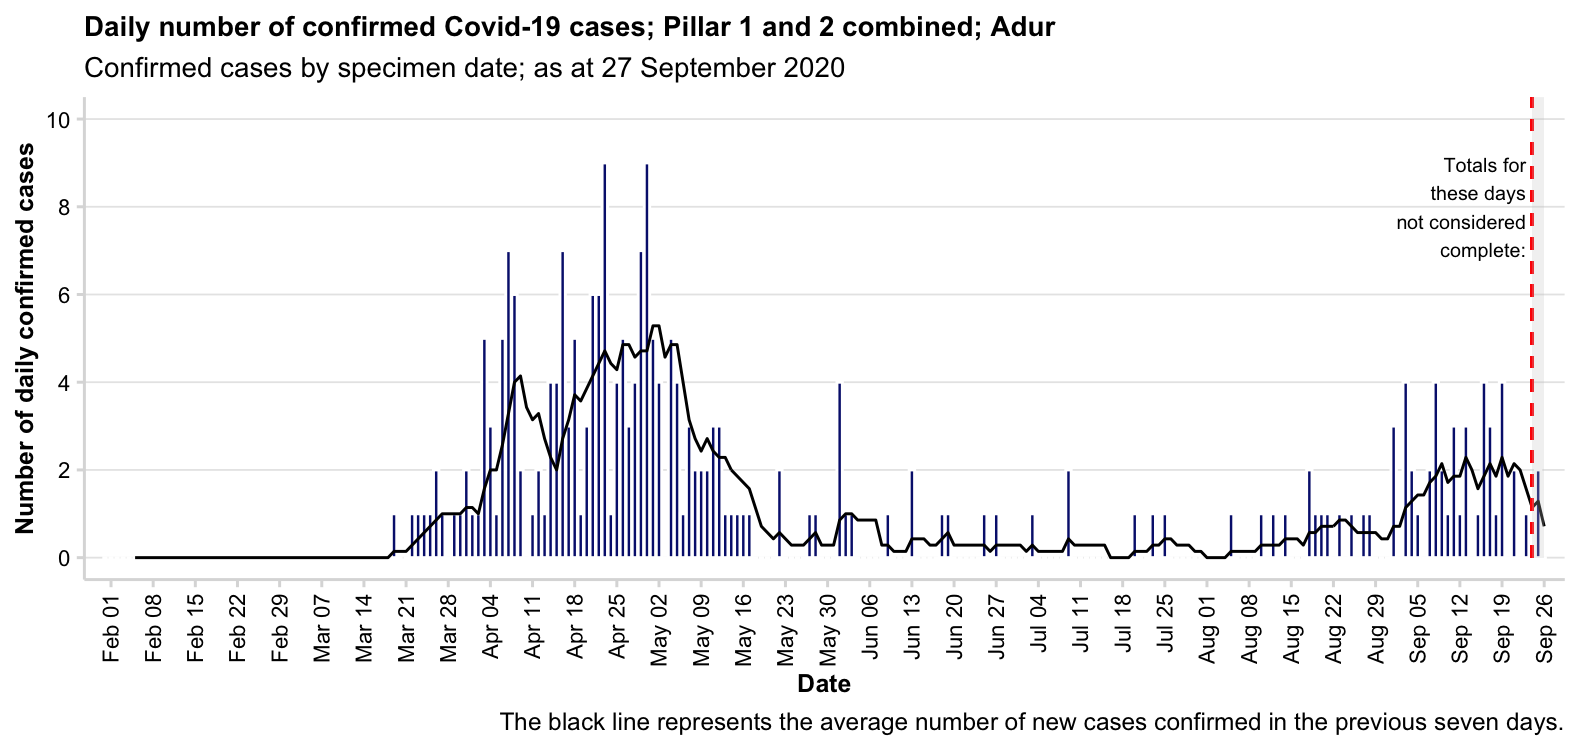 Daily number of confirmed Covid-19 cases; Pillar 1 and 2 combined; Adur
Confirmed cases by specimen date; as at 27 September 2020
Number of daily confirmed cases
10
8
6
4
2
0
Totals for
these days
not considered
complete:
Feb 01
Feb 08
Feb 15
Feb 22
Feb 29
Mar 07
Mar 14
Mar 21
Mar 28
Apr 04
Apr 11
Apr 18
Apr 25
May 02
May 09
May 16
May 23
May 30
Jun 06
Jun 13
Jun 20
Jun 27
Jul 04
Jul 11
Jul 18
Jul 25
Aug 01
Aug 08
Aug 15
Aug 22
Aug 29
Sep 05
Sep 12
Sep 19
Sep 26
Date
The black line represents the average number of new cases confirmed in the previous seven days.